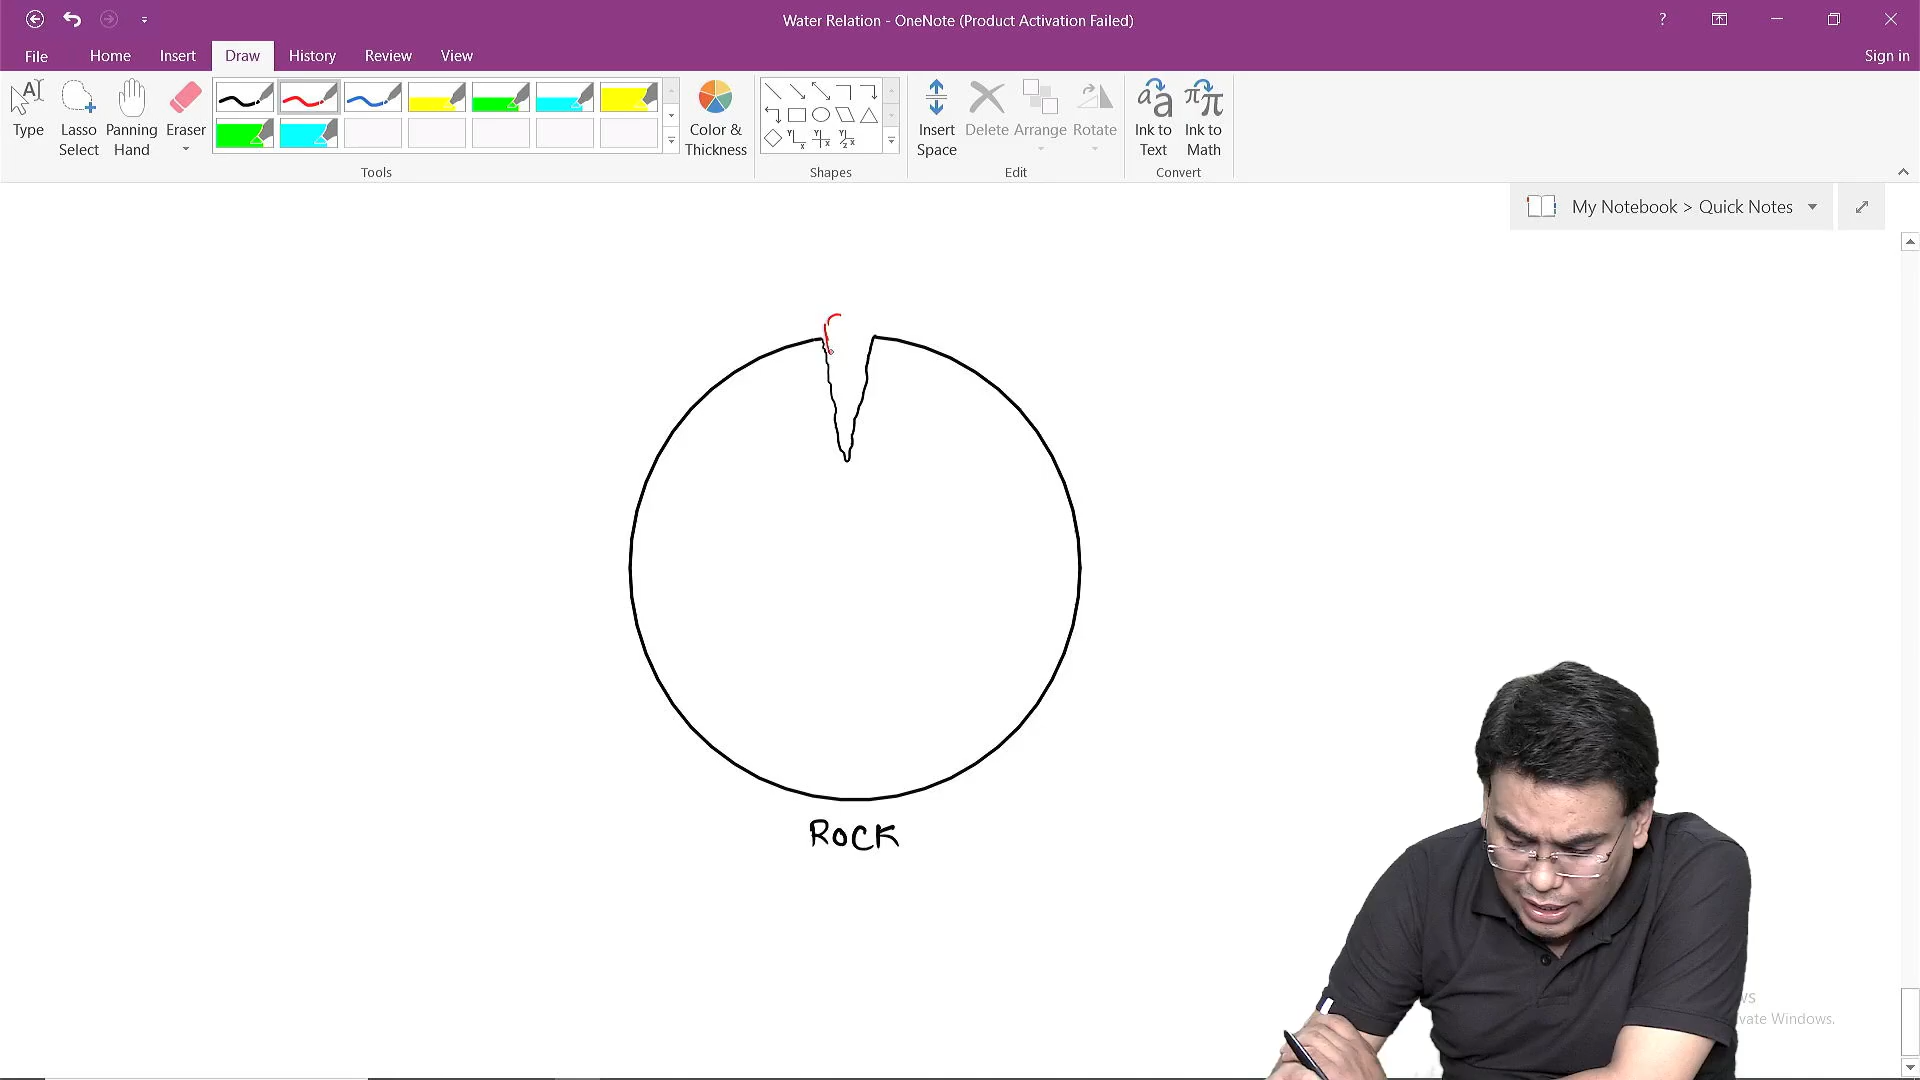 Water Relation - OneNote (Product Activation Failed)
?
File Home Insert Draw History Review View
Sign in
Type
Lasso Select
Panning Hand
Eraser
Color & Thickness
Insert Space
Delete
Arrange
Rotate
Ink to Text
Ink to Math
Tools
Shapes
Edit
Convert
My Notebook > Quick Notes
ROCK
vate Windows.